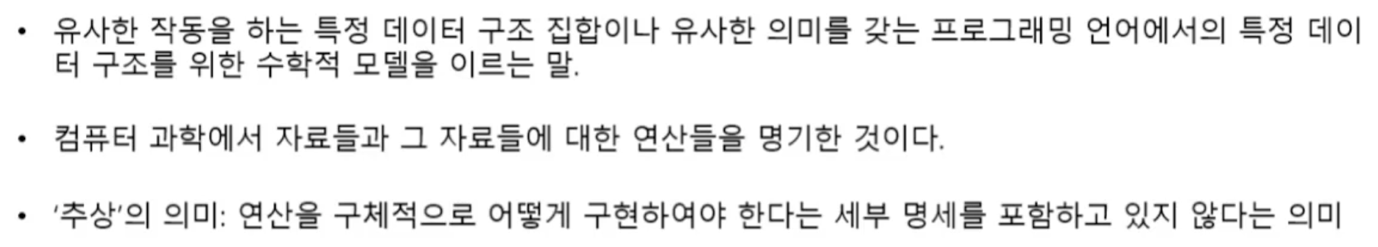 • 유사한 작동을 하는 특정 데이터 구조 집합이나 유사한 의미를 갖는 프로그래밍 언어에서의 특정 데이
터 구조를 위한 수학적 모델을 이르는 말.
• 컴퓨터 과학에서 자료들과 그 자료들에 대한 연산들을 명기한 것이다.
• ‘추상’의 의미: 연산을 구체적으로 어떻게 구현하여야 한다는 세부 명세를 포함하고 있지 않다는 의미